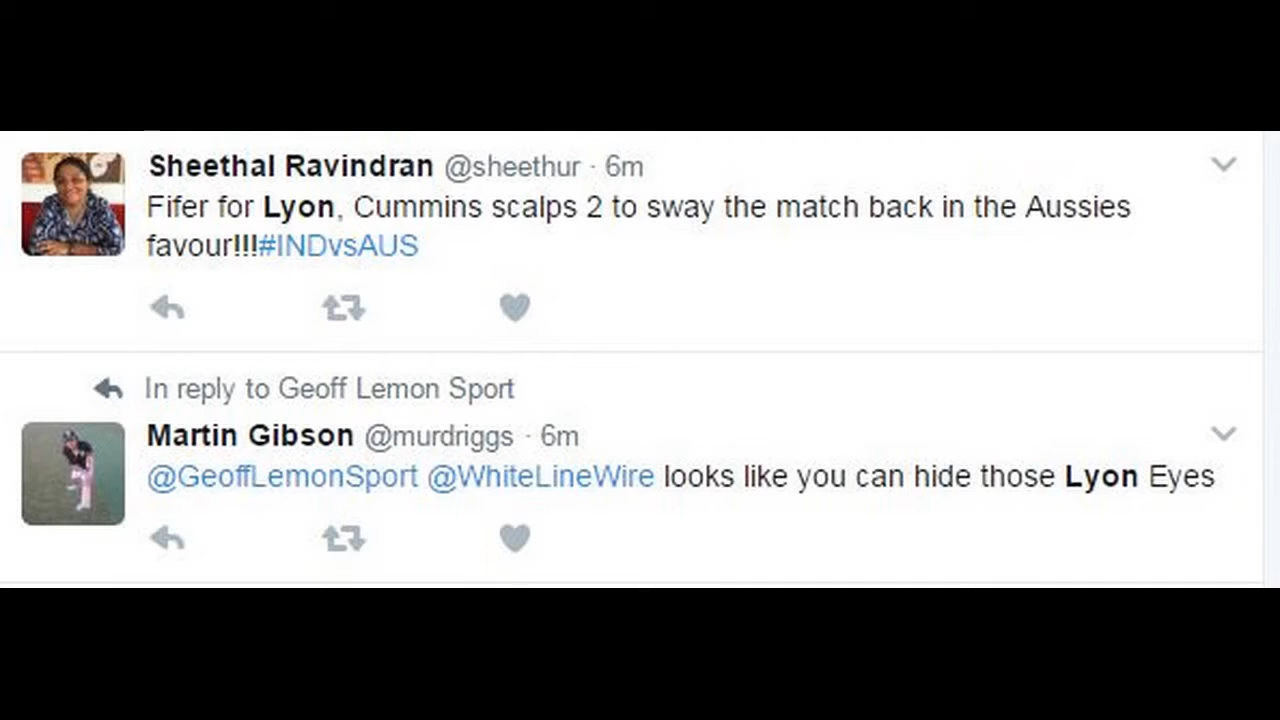 Sheethal Ravindran @sheethur · 6m
Fifer for Lyon, Cummins scalps 2 to sway the match back in the Aussies
favour!!!#INDvsAUS
In reply to Geoff Lemon Sport
Martin Gibson @murdriggs · 6m
@GeoffLemonSport @WhiteLineWire looks like you can hide those Lyon Eyes